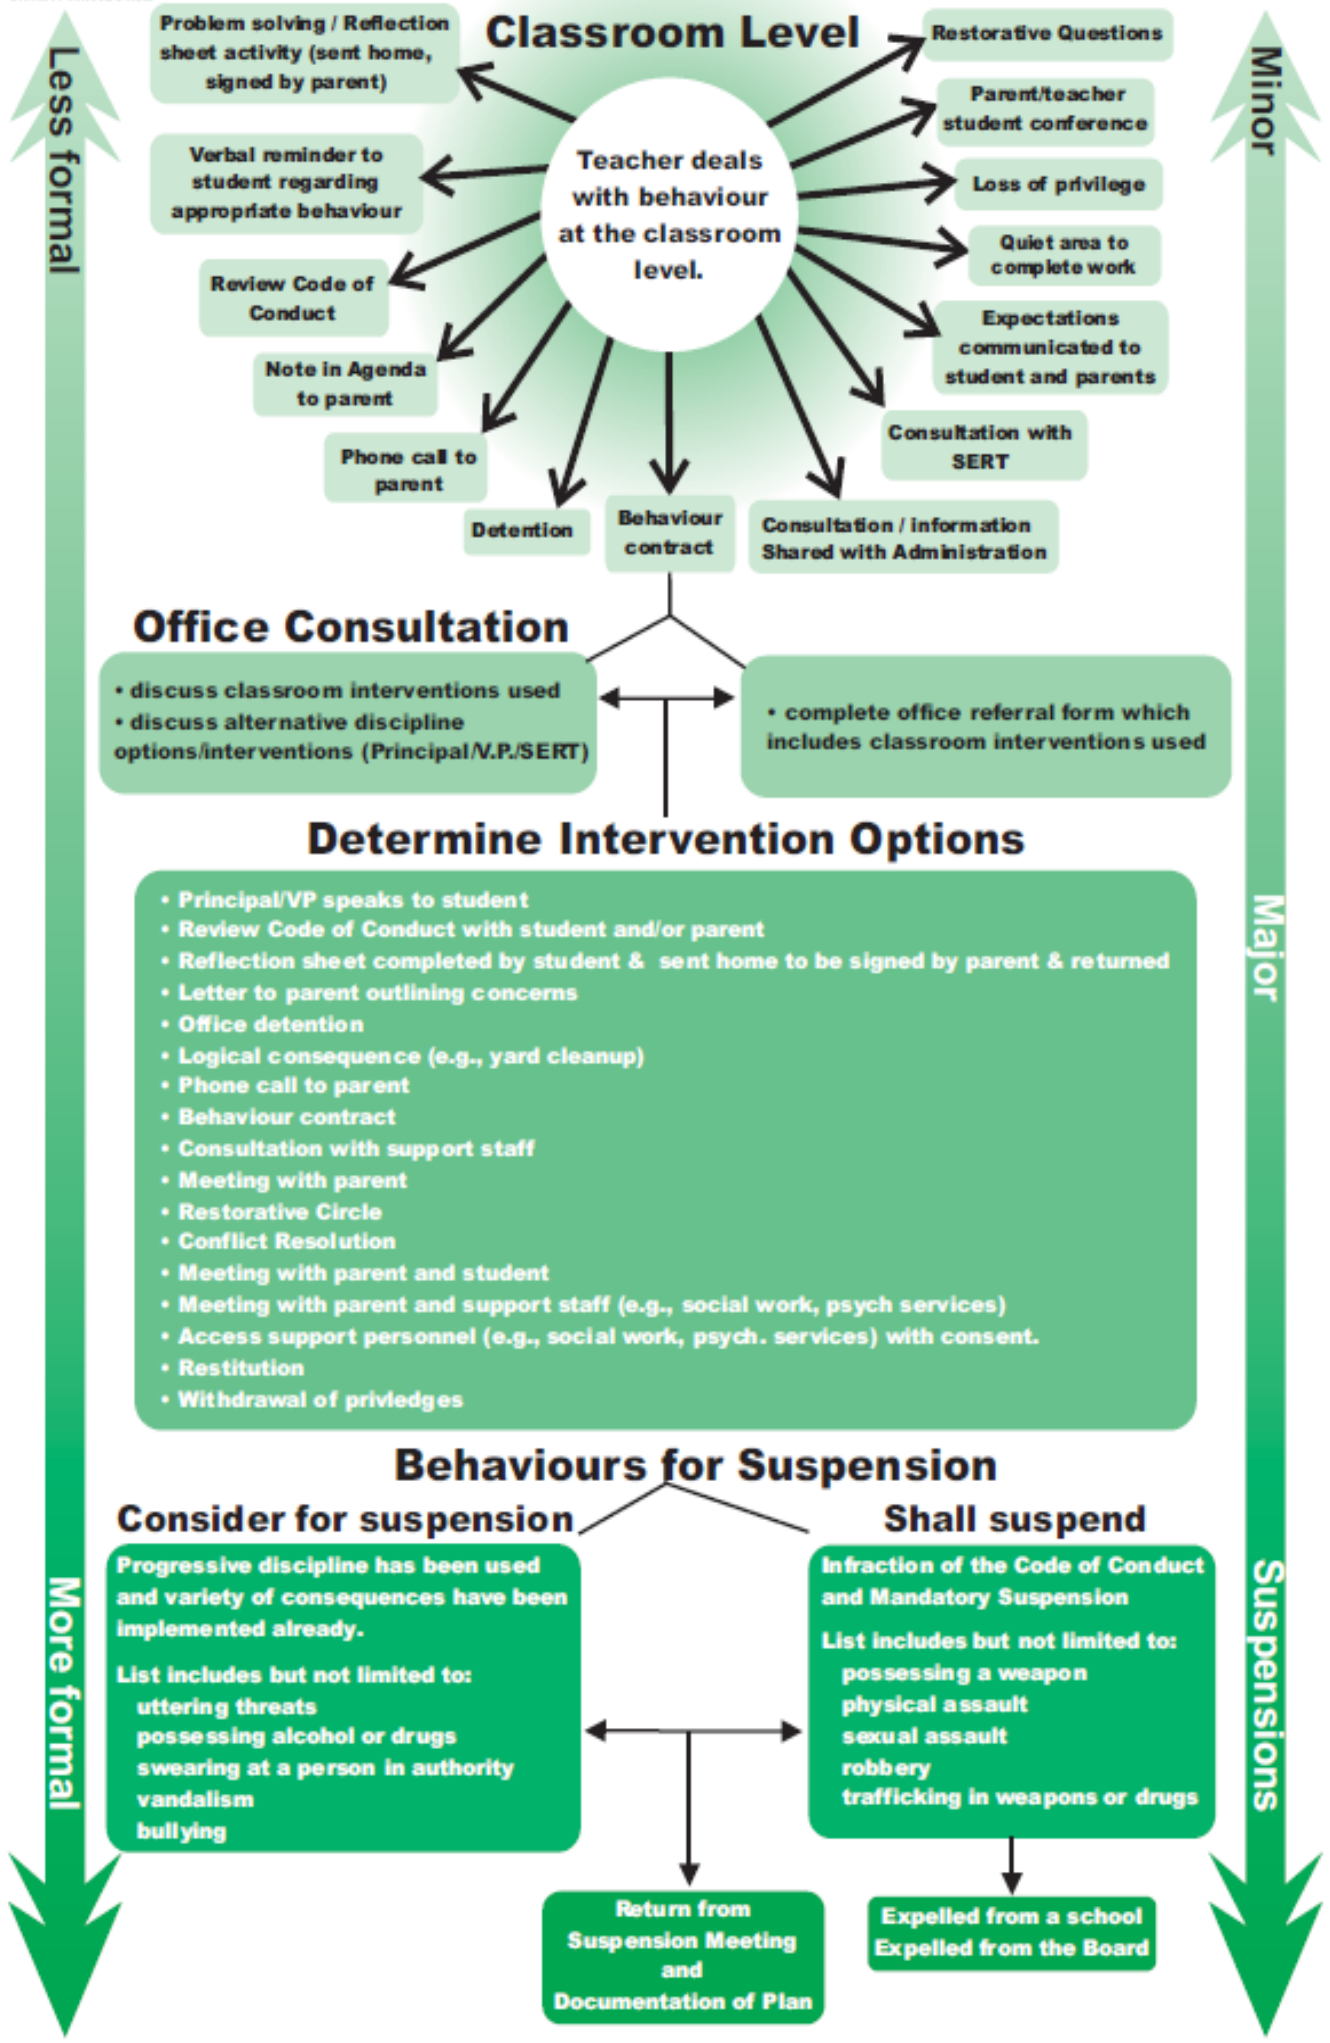 Less formal
More formal
Minor
Major
Suspensions
Classroom Level
Teacher deals
with behaviour
at the classroom
level.
Problem solving / Reflection
sheet activity (sent home,
signed by parent)
Verbal reminder to
student regarding
appropriate behaviour
Review Code of
Conduct
Note in Agenda
to parent
Phone call to
parent
Detention
Behaviour
contract
Consultation / information
Shared with Administration
Consultation with
SERT
Expectations
communicated to
student and parents
Quiet area to
complete work
Loss of privilege
Parent/teacher
student conference
Restorative Questions
Office Consultation
• discuss classroom interventions used
• discuss alternative discipline
options/interventions (Principal/V.P./SERT)
• complete office referral form which
includes classroom interventions used
Determine Intervention Options
• Principal/VP speaks to student
• Review Code of Conduct with student and/or parent
• Reflection sheet completed by student & sent home to be signed by parent & returned
• Letter to parent outlining concerns
• Office detention
• Logical consequence (e.g., yard cleanup)
• Phone call to parent
• Behaviour contract
• Consultation with support staff
• Meeting with parent
• Restorative Circle
• Conflict Resolution
• Meeting with parent and student
• Meeting with parent and support staff (e.g., social work, psych services)
• Access support personnel (e.g., social work, psych. services) with consent.
• Restitution
• Withdrawal of privledges
Behaviours for Suspension
Consider for suspension
Progressive discipline has been used
and variety of consequences have been
implemented already.
List includes but not limited to:
uttering threats
possessing alcohol or drugs
swearing at a person in authority
vandalism
bullying
Shall suspend
Infraction of the Code of Conduct
and Mandatory Suspension
List includes but not limited to:
possessing a weapon
physical assault
sexual assault
robbery
trafficking in weapons or drugs
Return from
Suspension Meeting
and
Documentation of Plan
Expelled from a school
Expelled from the Board